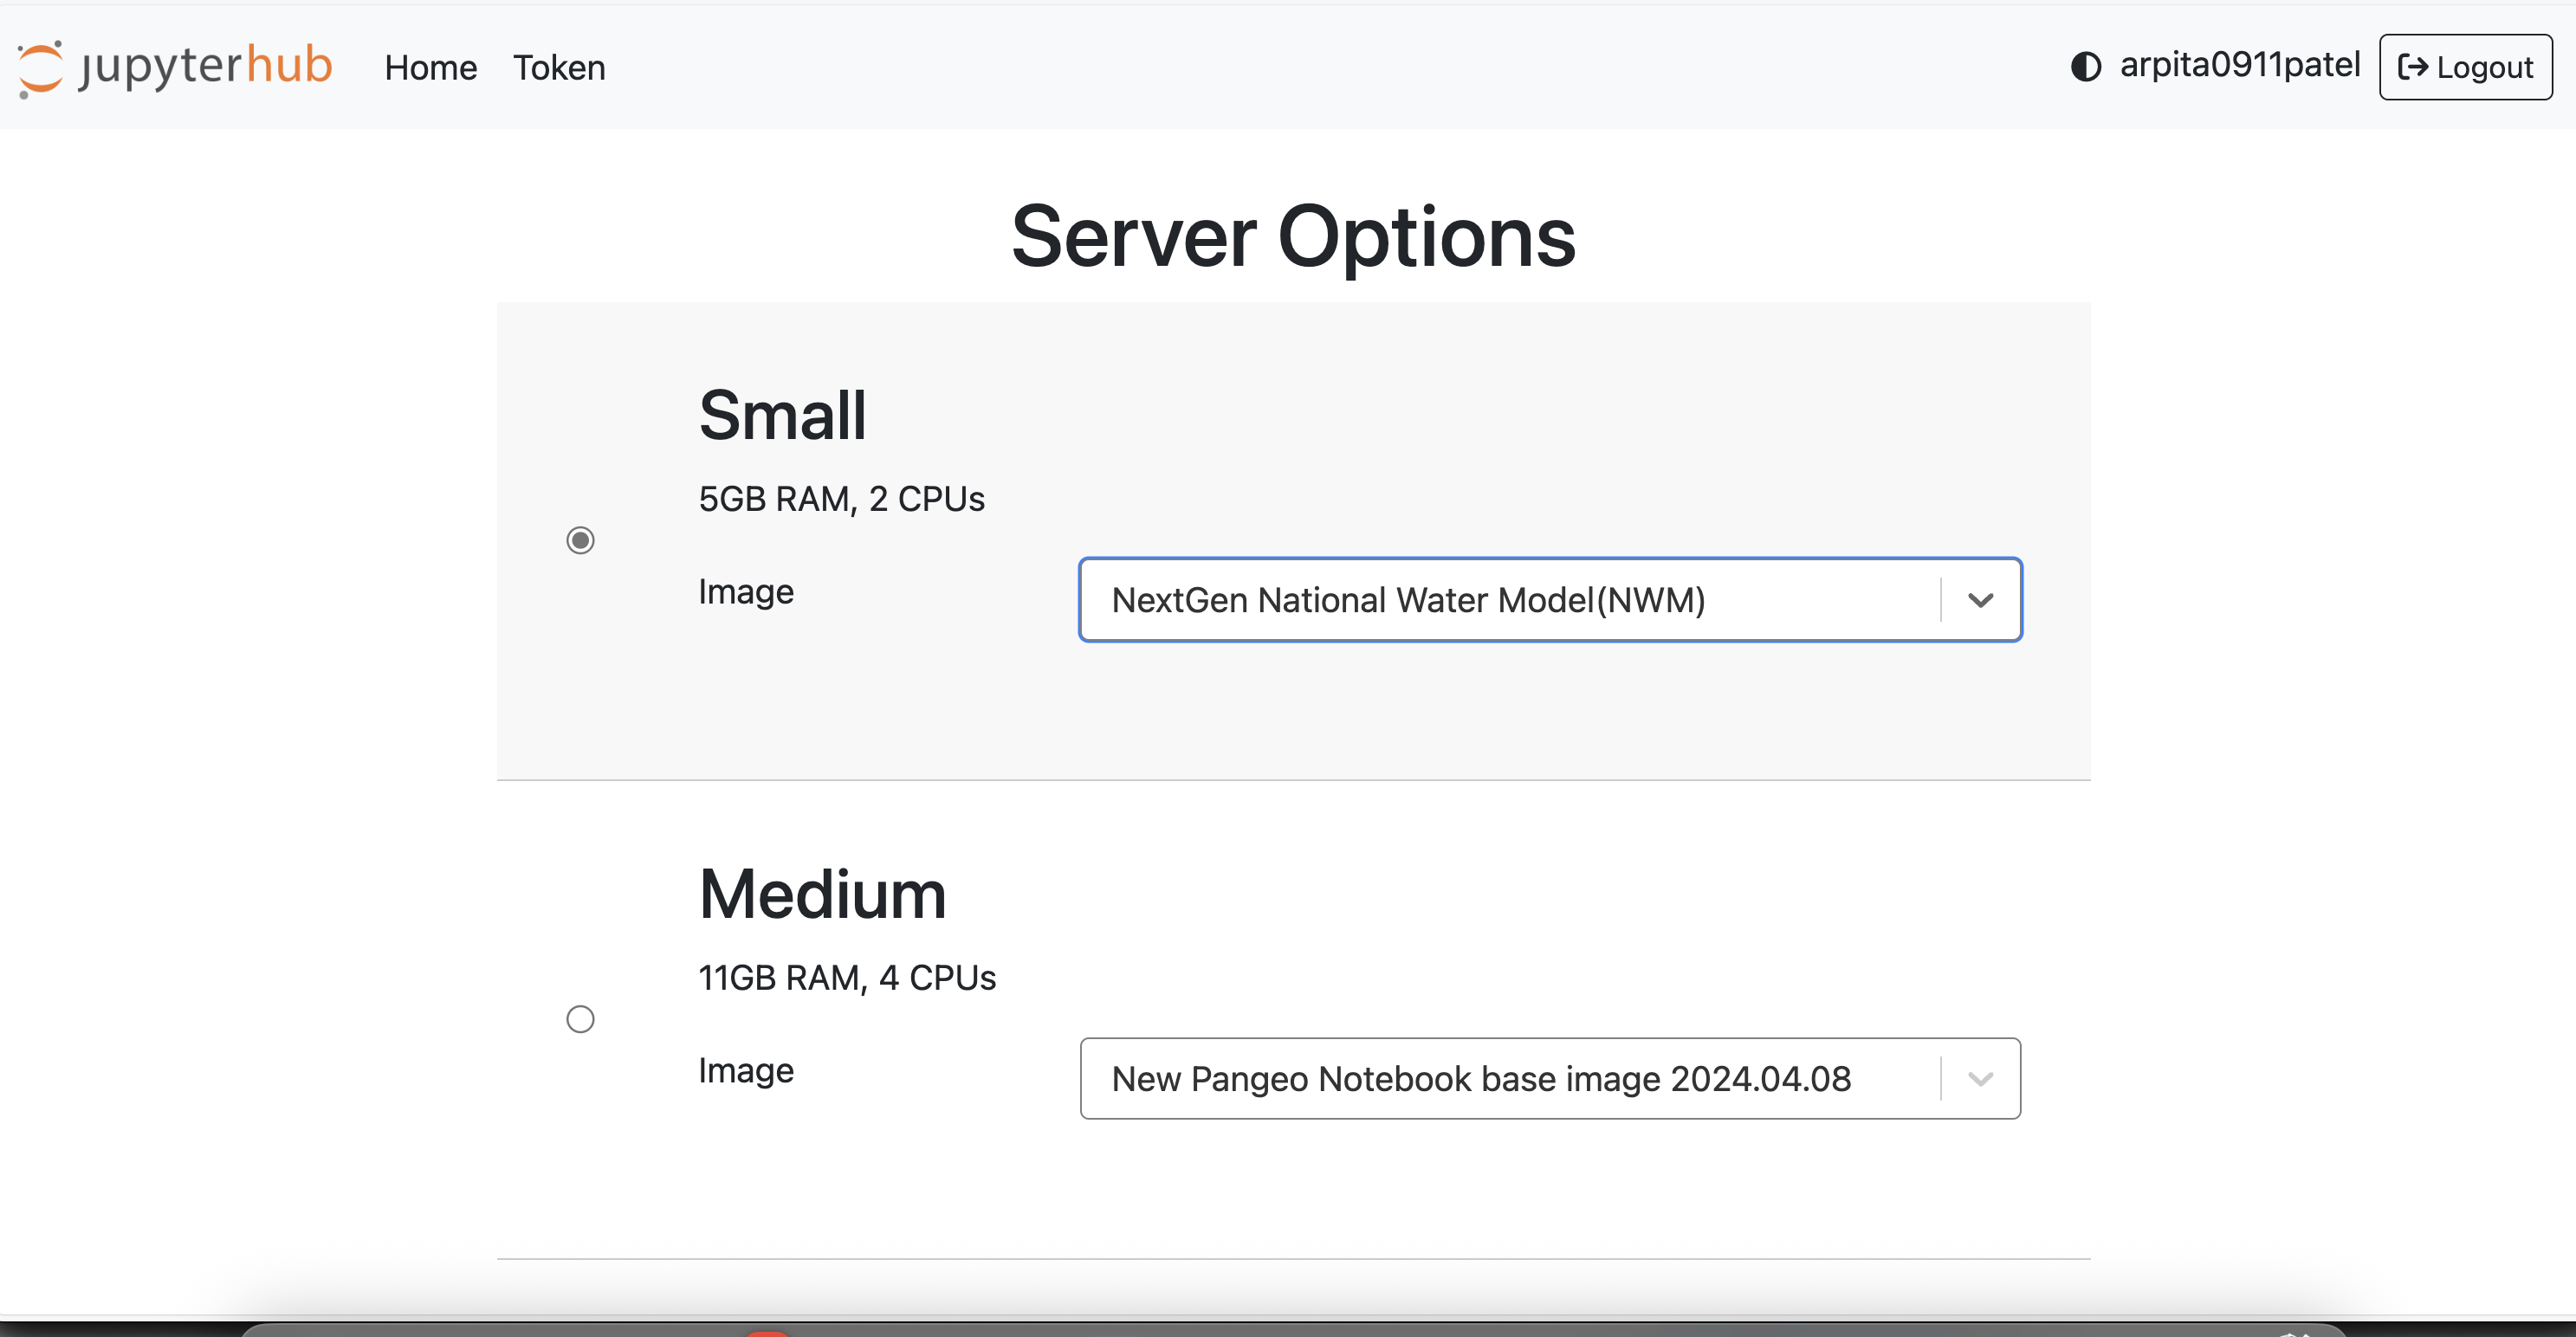 jupyterhub Home Token arpita0911patel Logout
Server Options
Small
5GB RAM, 2 CPUs
Image NextGen National Water Model(NWM)
Medium
11GB RAM, 4 CPUs
Image New Pangeo Notebook base image 2024.04.08